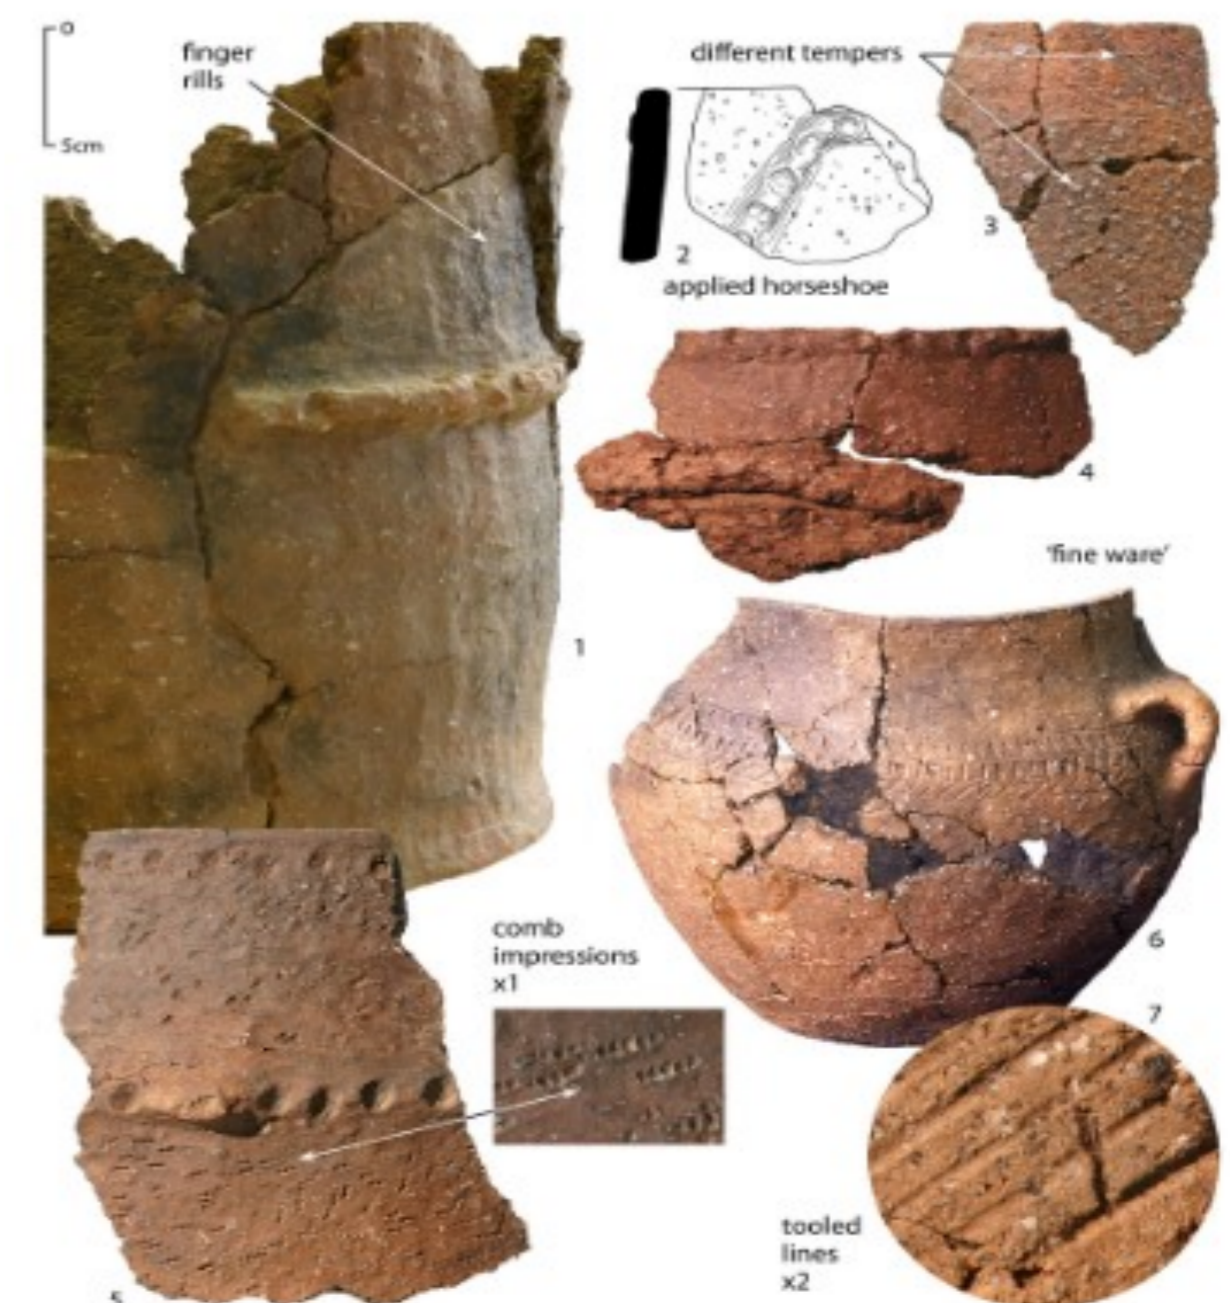 0
5cm
finger
rills
different tempers
2
applied horseshoe
3
4
'fine ware'
1
6
comb
impressions
x1
7
tooled
lines
x2
5